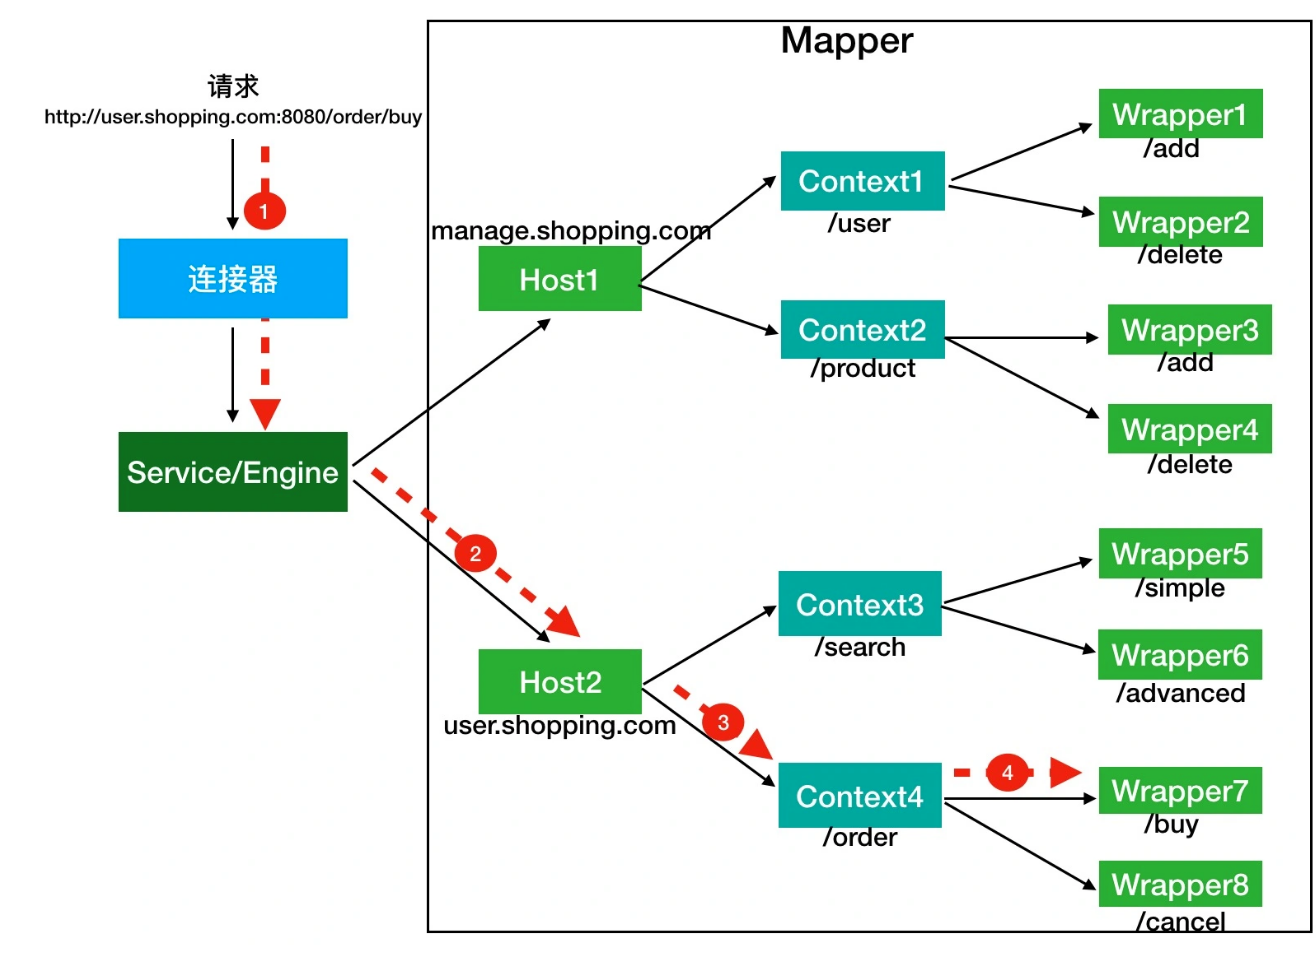 Mapper
请求
http://user.shopping.com:8080/order/buy
1
连接器
Service/Engine
2
manage.shopping.com
Host1
Context1
/user
Wrapper1
/add
Wrapper2
/delete
Context2
/product
Wrapper3
/add
Wrapper4
/delete
Host2
user.shopping.com
3
Context3
/search
Wrapper5
/simple
Wrapper6
/advanced
Context4
/order
4
Wrapper7
/buy
Wrapper8
/cancel